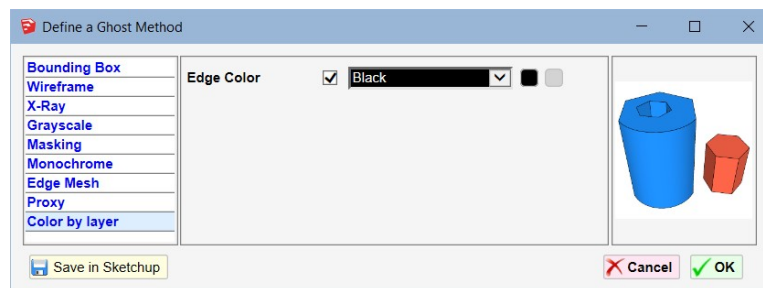 Define a Ghost Method
Bounding Box
Wireframe
X-Ray
Grayscale
Masking
Monochrome
Edge Mesh
Proxy
Color by layer
Edge Color
Black
Save in Sketchup
Cancel
OK